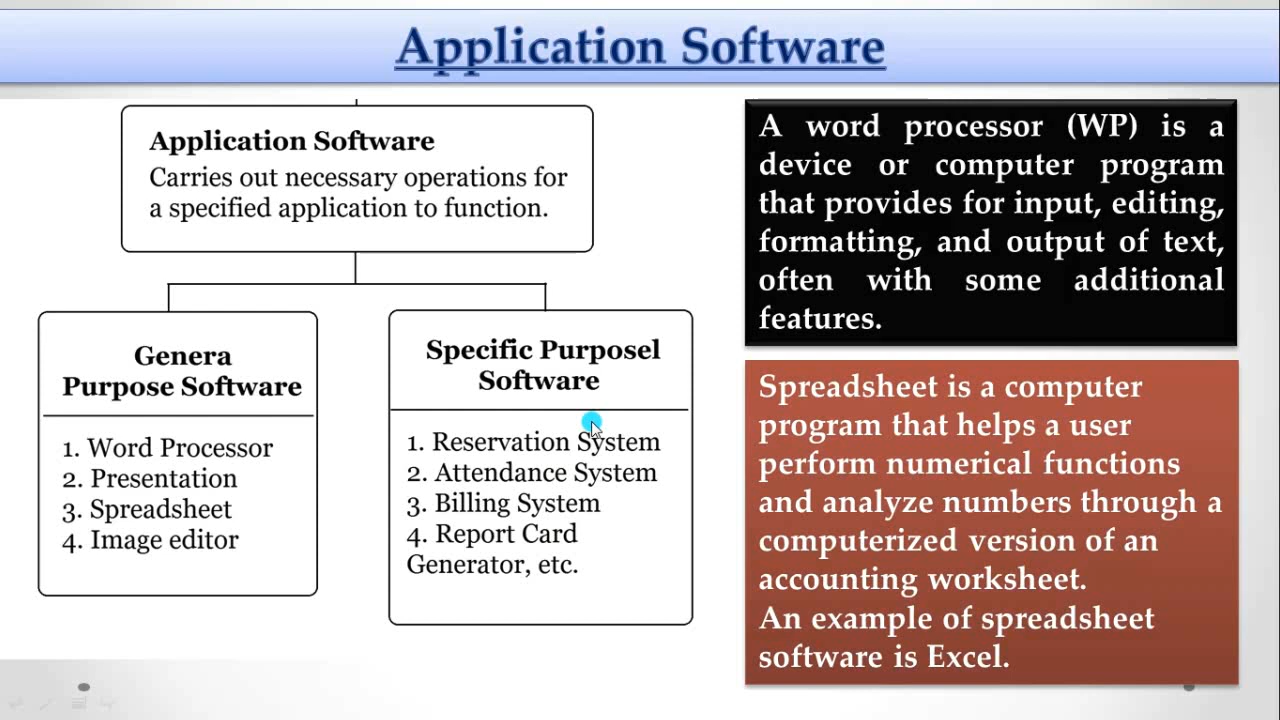 Application Software
Application Software
Carries out necessary operations for
a specified application to function.
Genera
Purpose Software
1. Word Processor
2. Presentation
3. Spreadsheet
4. Image editor
Specific Purposel
Software
1. Reservation System
2. Attendance System
3. Billing System
4. Report Card
Generator, etc.
A word processor (WP) is a
device or computer program
that provides for input, editing,
formatting, and output of text,
often with some additional
features.
Spreadsheet is a computer
program that helps a user
perform numerical functions
and analyze numbers through a
computerized version of an
accounting worksheet.
An example of spreadsheet
software is Excel.